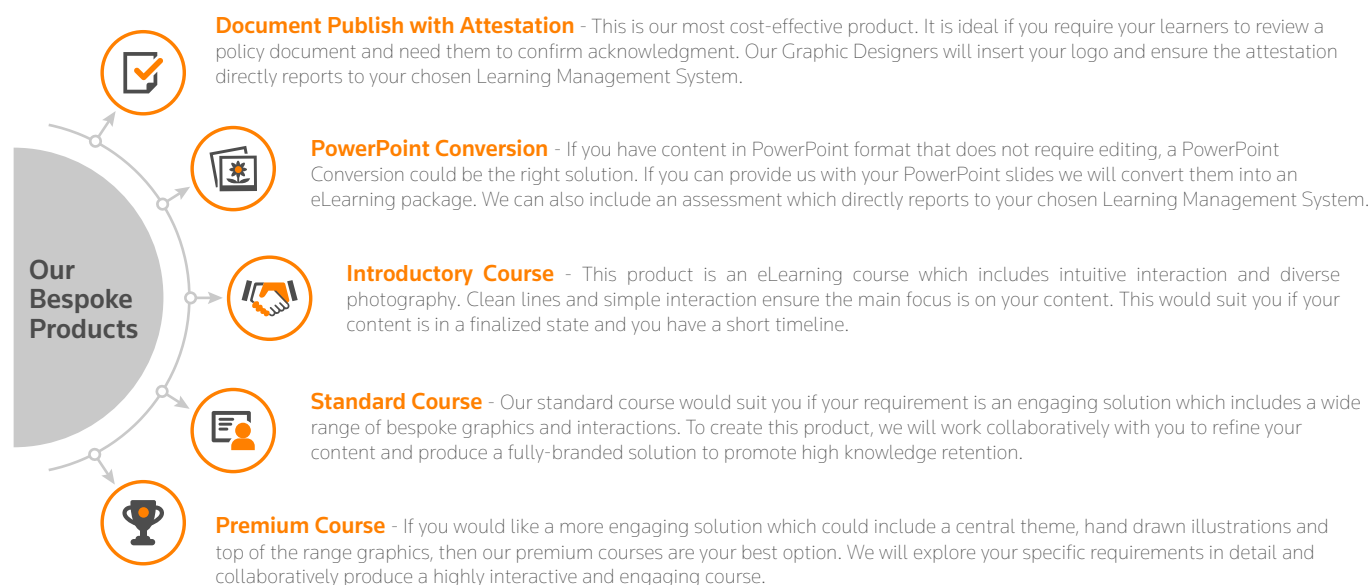 Document Publish with Attestation - This is our most cost-effective product. It is ideal if you require your learners to review a
policy document and need them to confirm acknowledgment. Our Graphic Designers will insert your logo and ensure the attestation
directly reports to your chosen Learning Management System.
PowerPoint Conversion - If you have content in PowerPoint format that does not require editing, a PowerPoint
Conversion could be the right solution. If you can provide us with your PowerPoint slides we will convert them into an
eLearning package. We can also include an assessment which directly reports to your chosen Learning Management System.
Our
Bespoke
Products
Introductory Course - This product is an eLearning course which includes intuitive interaction and diverse
photography. Clean lines and simple interaction ensure the main focus is on your content. This would suit you if your
content is in a finalized state and you have a short timeline.
Standard Course - Our standard course would suit you if your requirement is an engaging solution which includes a wide
range of bespoke graphics and interactions. To create this product, we will work collaboratively with you to refine your
content and produce a fully-branded solution to promote high knowledge retention.
Premium Course - If you would like a more engaging solution which could include a central theme, hand drawn illustrations and
top of the range graphics, then our premium courses are your best option. We will explore your specific requirements in detail and
collaboratively produce a highly interactive and engaging course.